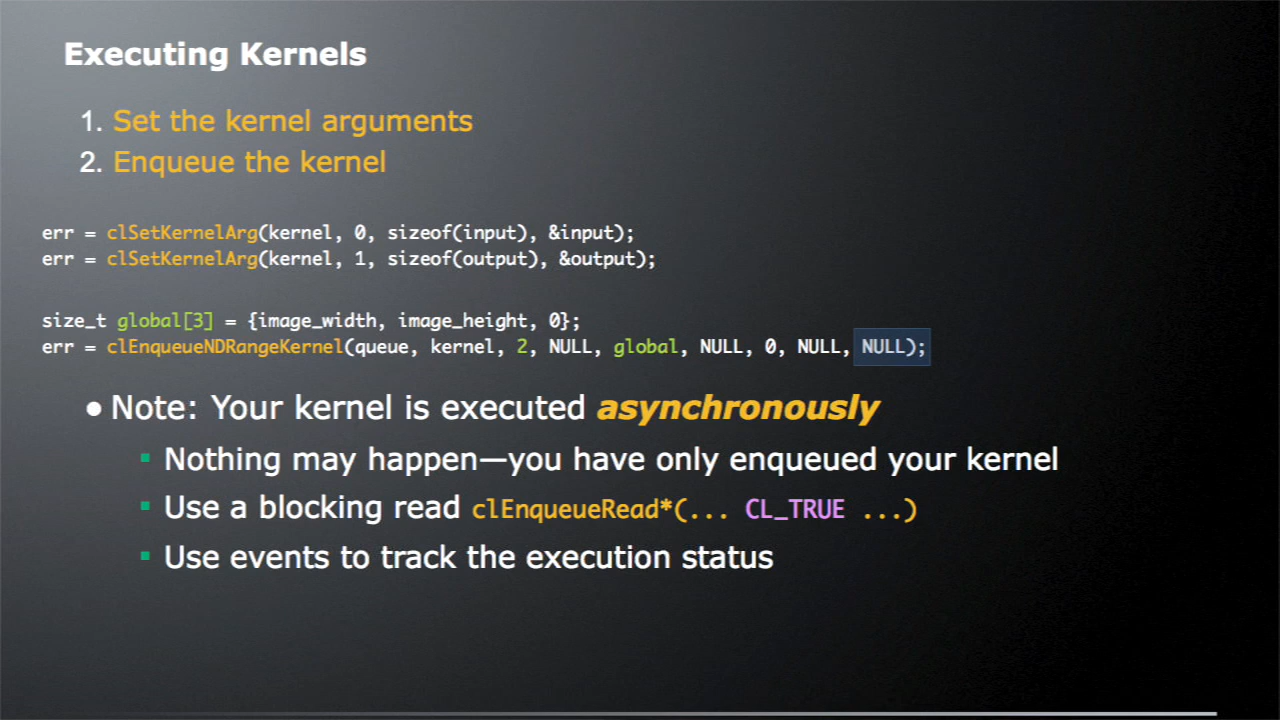 Executing Kernels
1. Set the kernel arguments
2. Enqueue the kernel
err = clSetKernelArg(kernel, 0, sizeof(input), &input);
err = clSetKernelArg(kernel, 1, sizeof(output), &output);
size_t global[3] = {image_width, image_height, 0};
err = clEnqueueNDRangeKernel(queue, kernel, 2, NULL, global, NULL, 0, NULL, NULL);
● Note: Your kernel is executed asynchronously
▪ Nothing may happen—you have only enqueued your kernel
▪ Use a blocking read clEnqueueRead*(... CL_TRUE ...)
▪ Use events to track the execution status